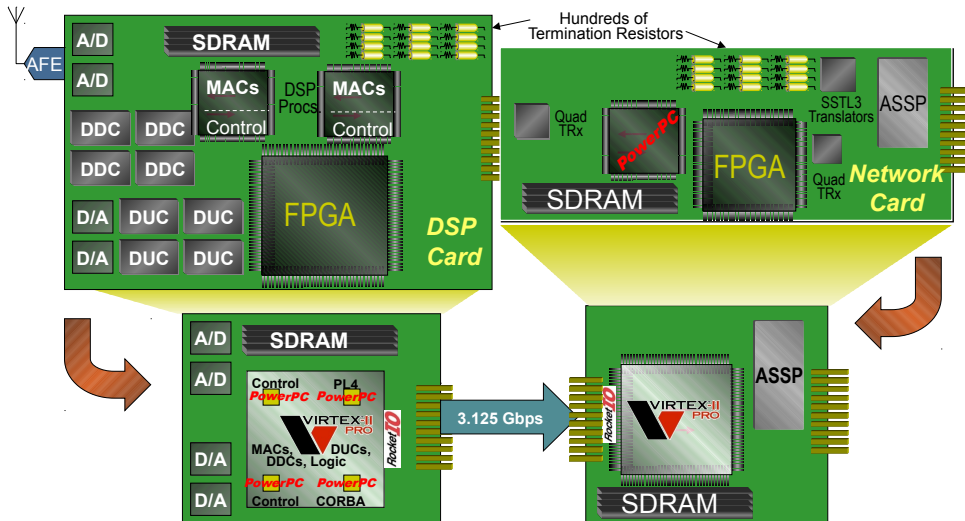 Hundreds of
Termination Resistors
AFE
A/D
A/D
SDRAM
MACs
Control
DSP
Procs
MACs
Control
DDC
DDC
DDC
DDC
D/A
D/A
DUC
DUC
DUC
DUC
FPGA
DSP
Card
Quad
TRx
PowerPC
SDRAM
FPGA
SSTL3
Translators
ASSP
Quad
TRx
Network
Card
A/D
A/D
D/A
D/A
SDRAM
Control
PL4
PowerPC
PowerPC
VIRTEX-II
PRO
MACs, DUCs,
DDCs, Logic
PowerPC
PowerPC
Control
CORBA
RocketIO
3.125 Gbps
RocketIO
VIRTEX-II
PRO
ASSP
SDRAM